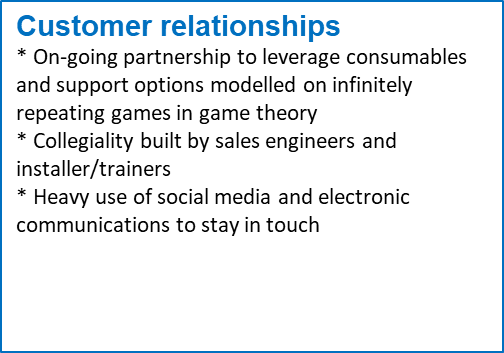 Customer relationships
* On-going partnership to leverage consumables
and support options modelled on infinitely
repeating games in game theory
* Collegiality built by sales engineers and
installer/trainers
* Heavy use of social media and electronic
communications to stay in touch